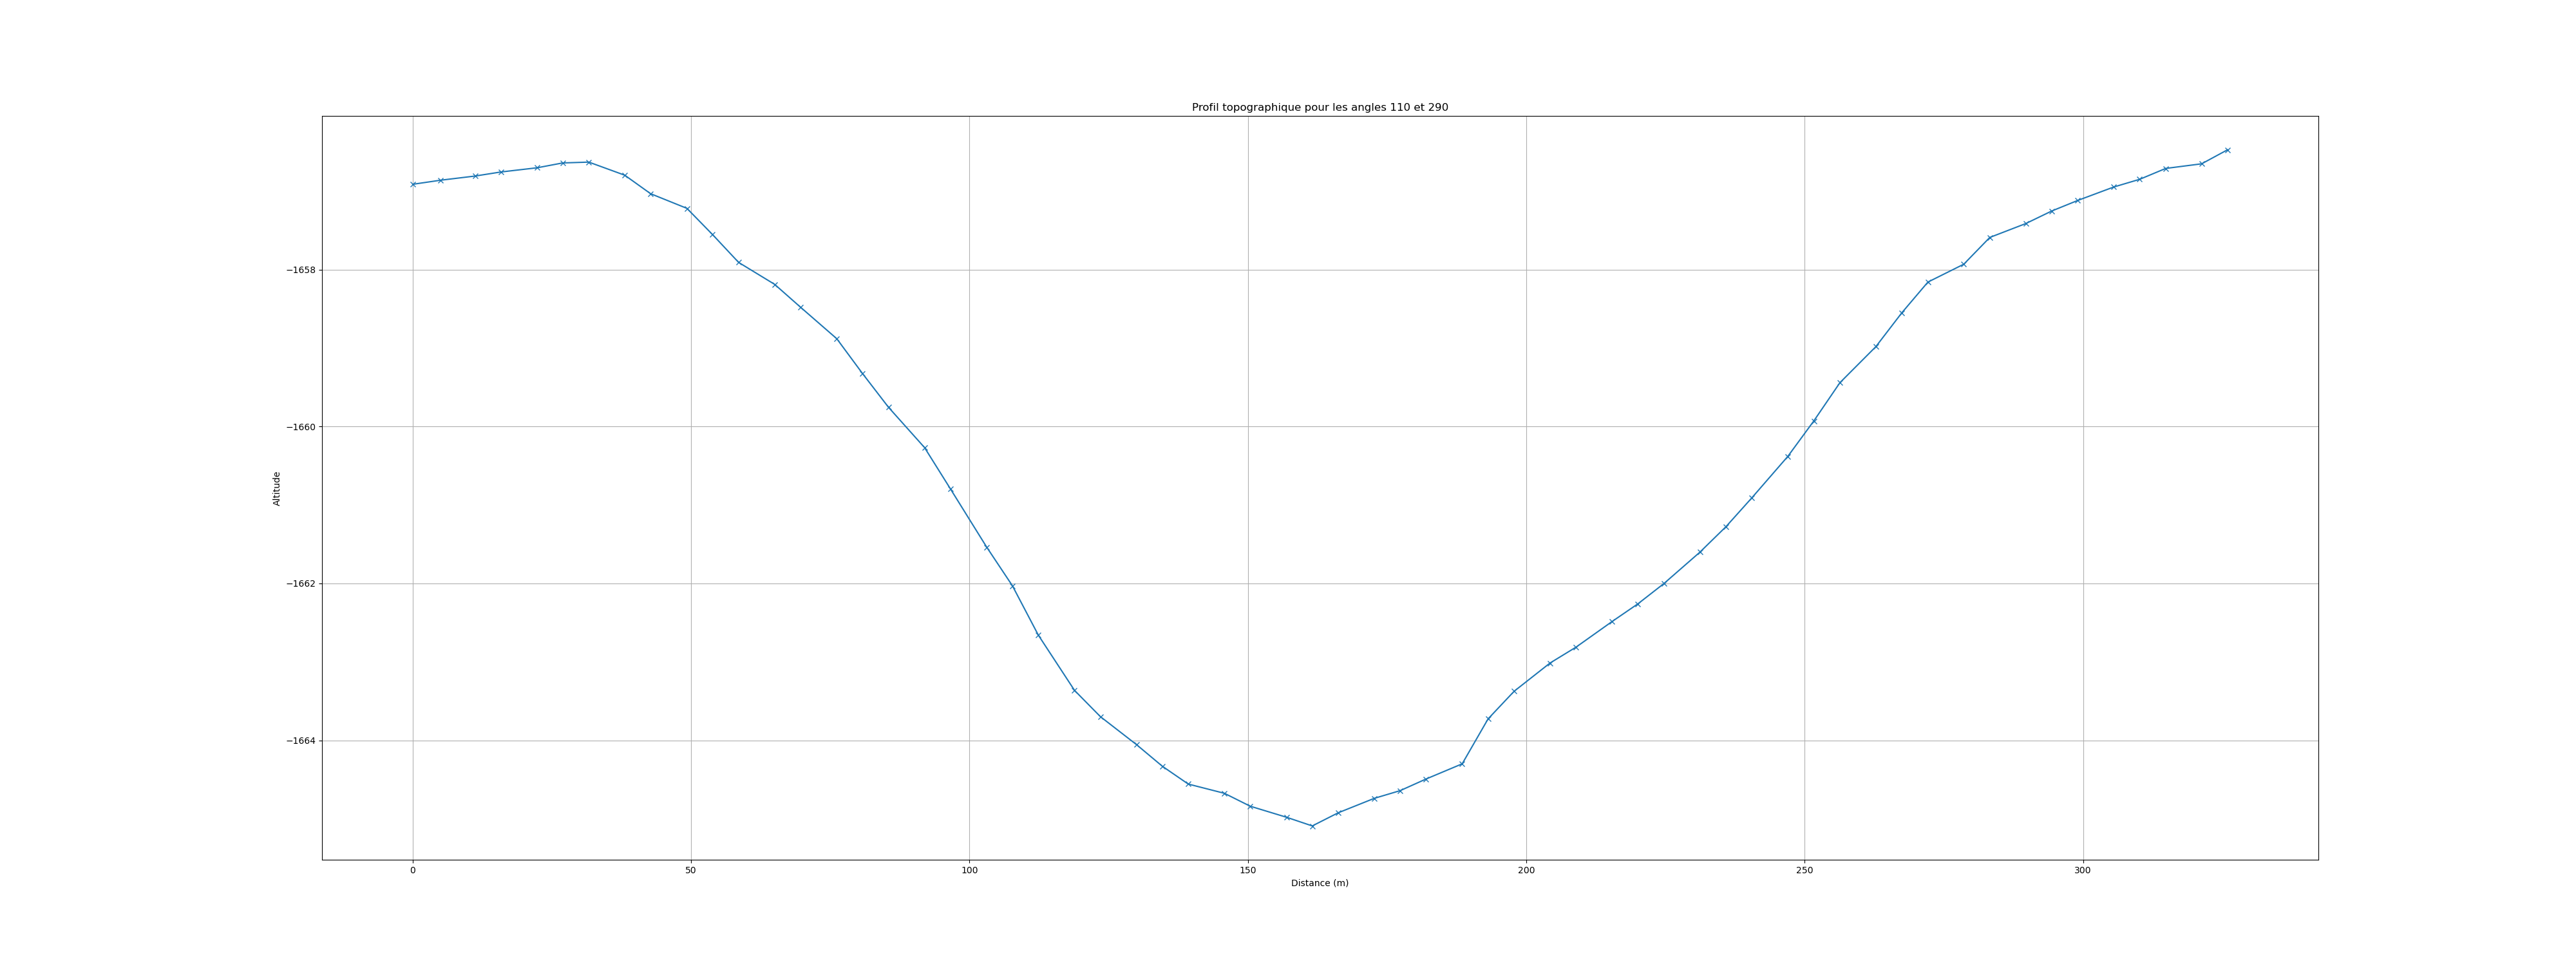 Profil topographique pour les angles 110 et 290
Altitude
−1658
−1660
−1662
−1664
0 50 100 150 200 250 300
Distance (m)